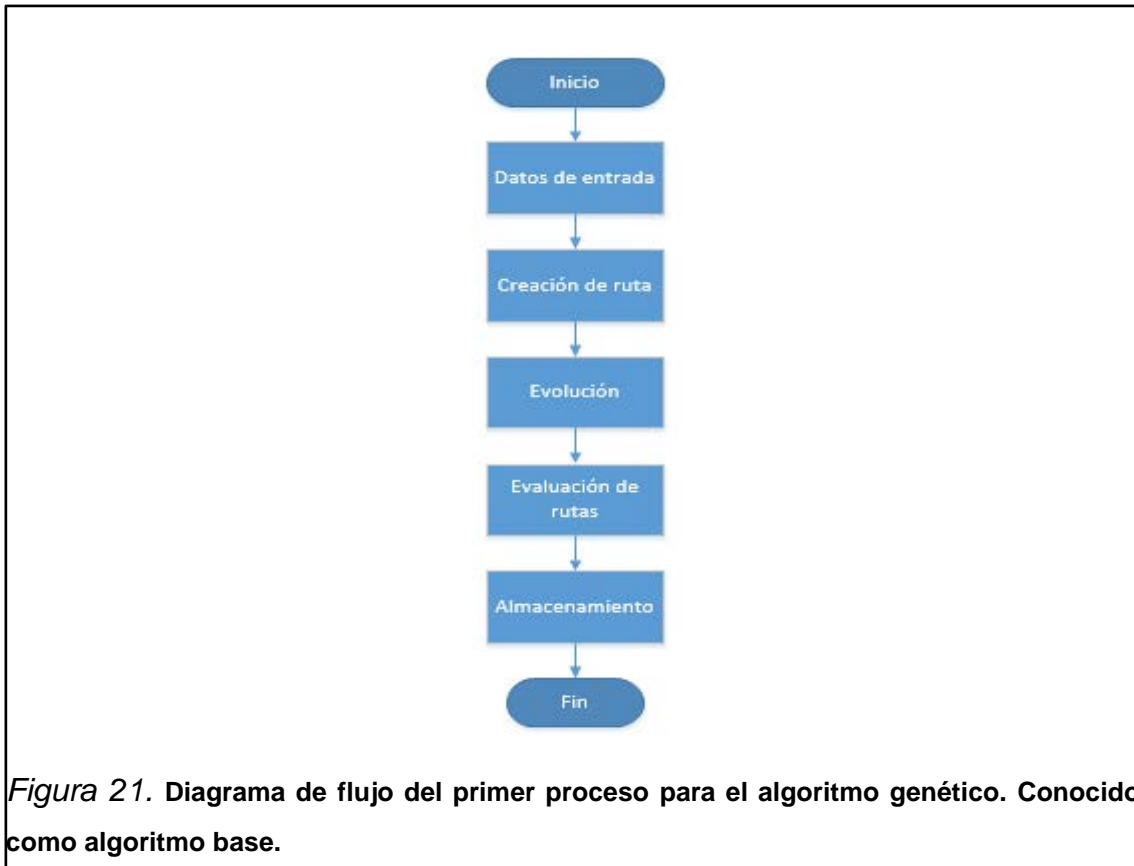 Inicio
Datos de entrada
Creación de ruta
Evolución
Evaluación de
rutas
Almacenamiento
Fin
Figura 21. Diagrama de flujo del primer proceso para el algoritmo genético. Conocido
como algoritmo base.